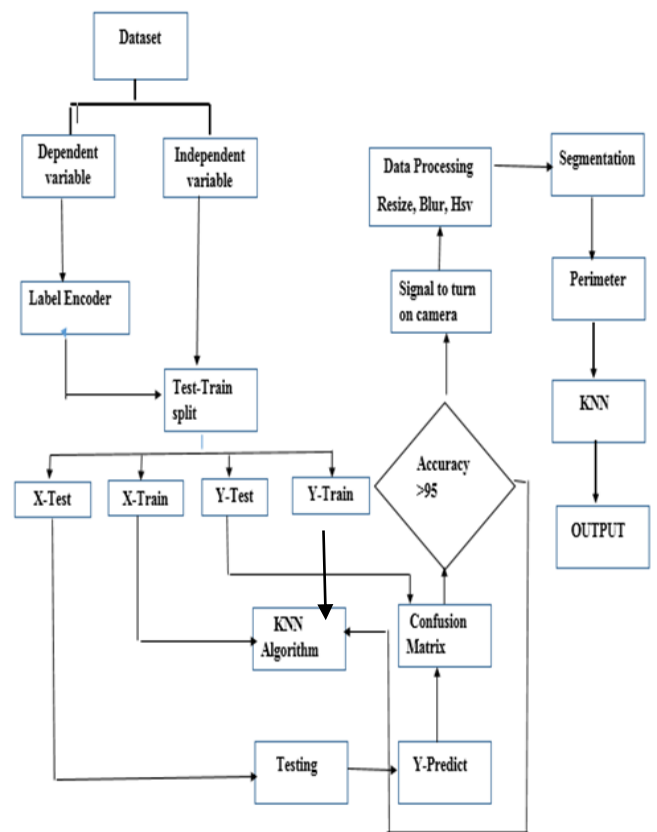 Dataset
Dependent
variable
Independent
variable
Label Encoder
Test-Train
split
X-Test
X-Train
Y-Test
Y-Train
KNN
Algorithm
Testing
Y-Predict
Confusion
Matrix
Accuracy
>95
Signal to turn
on camera
Data Processing
Resize, Blur, Hsv
Segmentation
Perimeter
KNN
OUTPUT